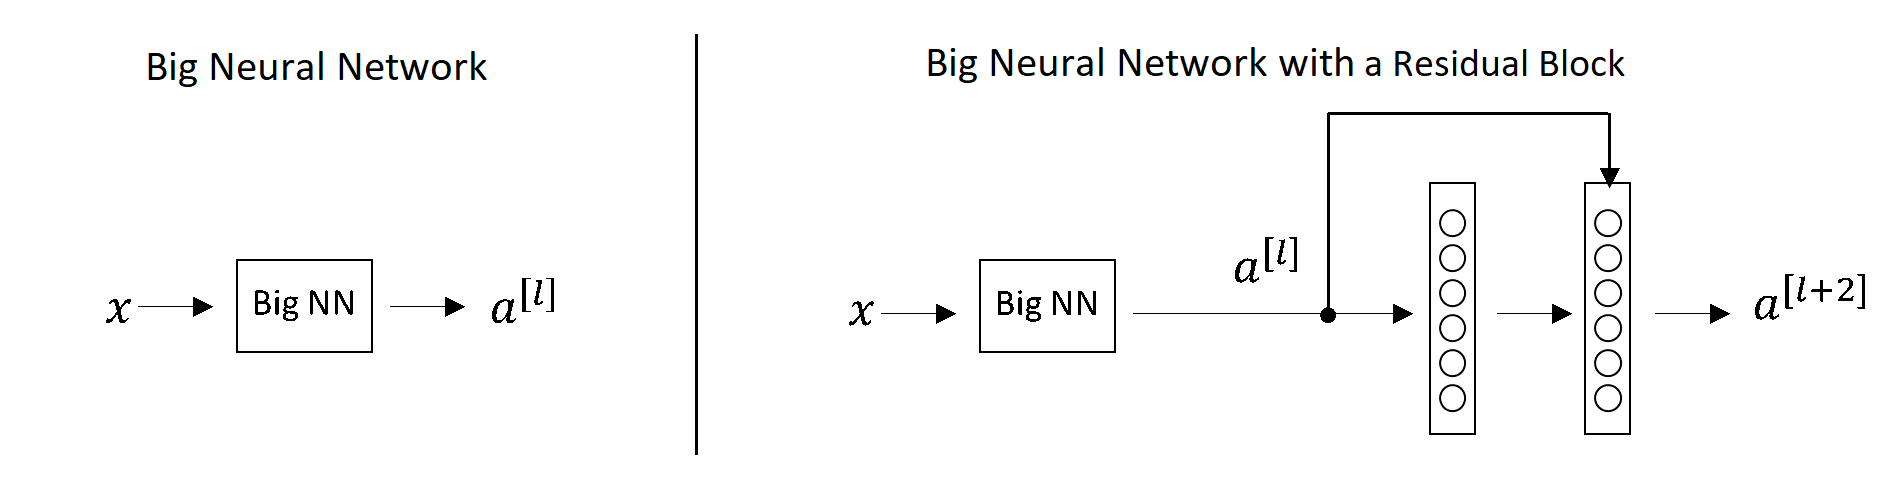 Big Neural Network
x
Big NN
a[l]
Big Neural Network with a Residual Block
x
Big NN
a[l]
a[l+2]